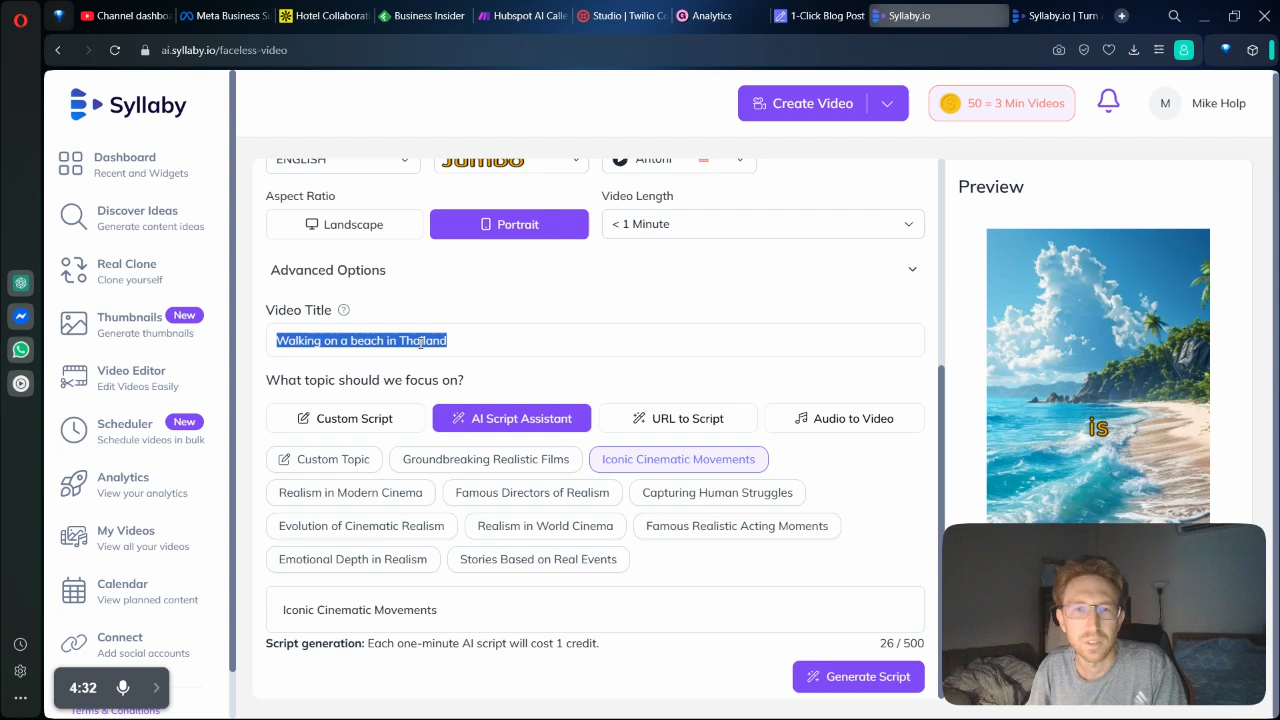 Channel dashbo
Meta Business Su
Hotel Collaborat
Business Insider
Hubspot AI Calle
Studio | Twilio C
Analytics
1-Click Blog Post
Syllaby.io
Syllaby.io | Turn
ai.syllaby.io/faceless-video
Syllaby
Create Video
50 = 3 Min Videos
M
Mike Holp
Dashboard
Recent and Widgets
Discover Ideas
Generate content ideas
Real Clone
Clone yourself
Thumbnails
New
Generate thumbnails
Video Editor
Edit Videos Easily
Scheduler
New
Schedule videos in bulk
Analytics
View your analytics
My Videos
View all your videos
Calendar
View planned content
Connect
Add social accounts
Terms & Conditions
4:32
ENGLISH
JUMBO
Antoni
Aspect Ratio
Landscape
Portrait
Video Length
< 1 Minute
Advanced Options
Video Title
Walking on a beach in Thailand
What topic should we focus on?
Custom Script
AI Script Assistant
URL to Script
Audio to Video
Custom Topic
Groundbreaking Realistic Films
Iconic Cinematic Movements
Realism in Modern Cinema
Famous Directors of Realism
Capturing Human Struggles
Evolution of Cinematic Realism
Realism in World Cinema
Famous Realistic Acting Moments
Emotional Depth in Realism
Stories Based on Real Events
Iconic Cinematic Movements
Script generation: Each one-minute AI script will cost 1 credit.
26 / 500
Generate Script
Preview
is